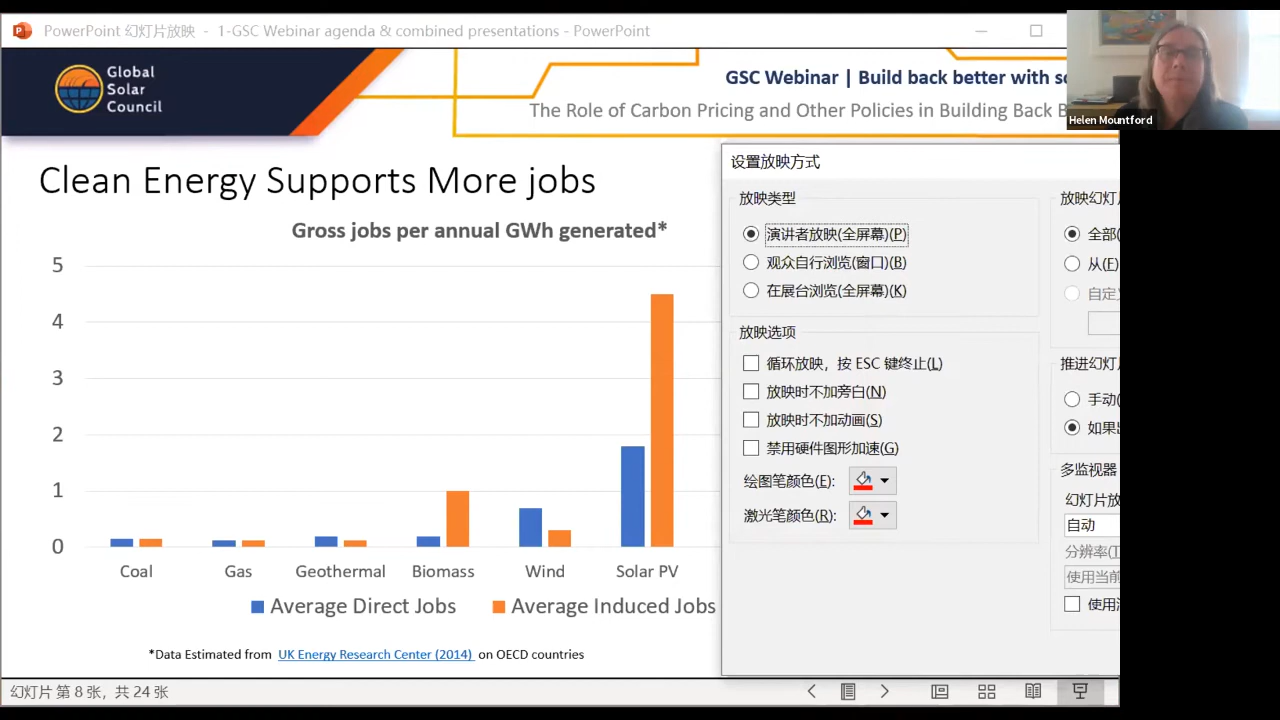 PowerPoint 幻灯片放映 - 1-GSC Webinar agenda & combined presentations - PowerPoint
Global
Solar
Council
GSC Webinar | Build back better with so
The Role of Carbon Pricing and Other Policies in Building Back B
Helen Mountford
Clean Energy Supports More jobs
Gross jobs per annual GWh generated*
5
4
3
2
1
0
Coal Gas Geothermal Biomass Wind Solar PV
Average Direct Jobs Average Induced Jobs
*Data Estimated from UK Energy Research Center (2014) on OECD countries
设置放映方式
放映类型
演讲者放映(全屏幕)(P)
观众自行浏览(窗口)(B)
在展台浏览(全屏幕)(K)
放映选项
循环放映，按 ESC 键终止(L)
放映时不加旁白(N)
放映时不加动画(S)
禁用硬件图形加速(G)
绘图笔颜色(E):
激光笔颜色(R):
放映幻灯片
全部(
从(F)
自定义
推进幻灯片
手动(
如果出
多监视器
幻灯片放
自动
分辨率(T
使用当前
使用演
幻灯片 第 8 张，共 24 张